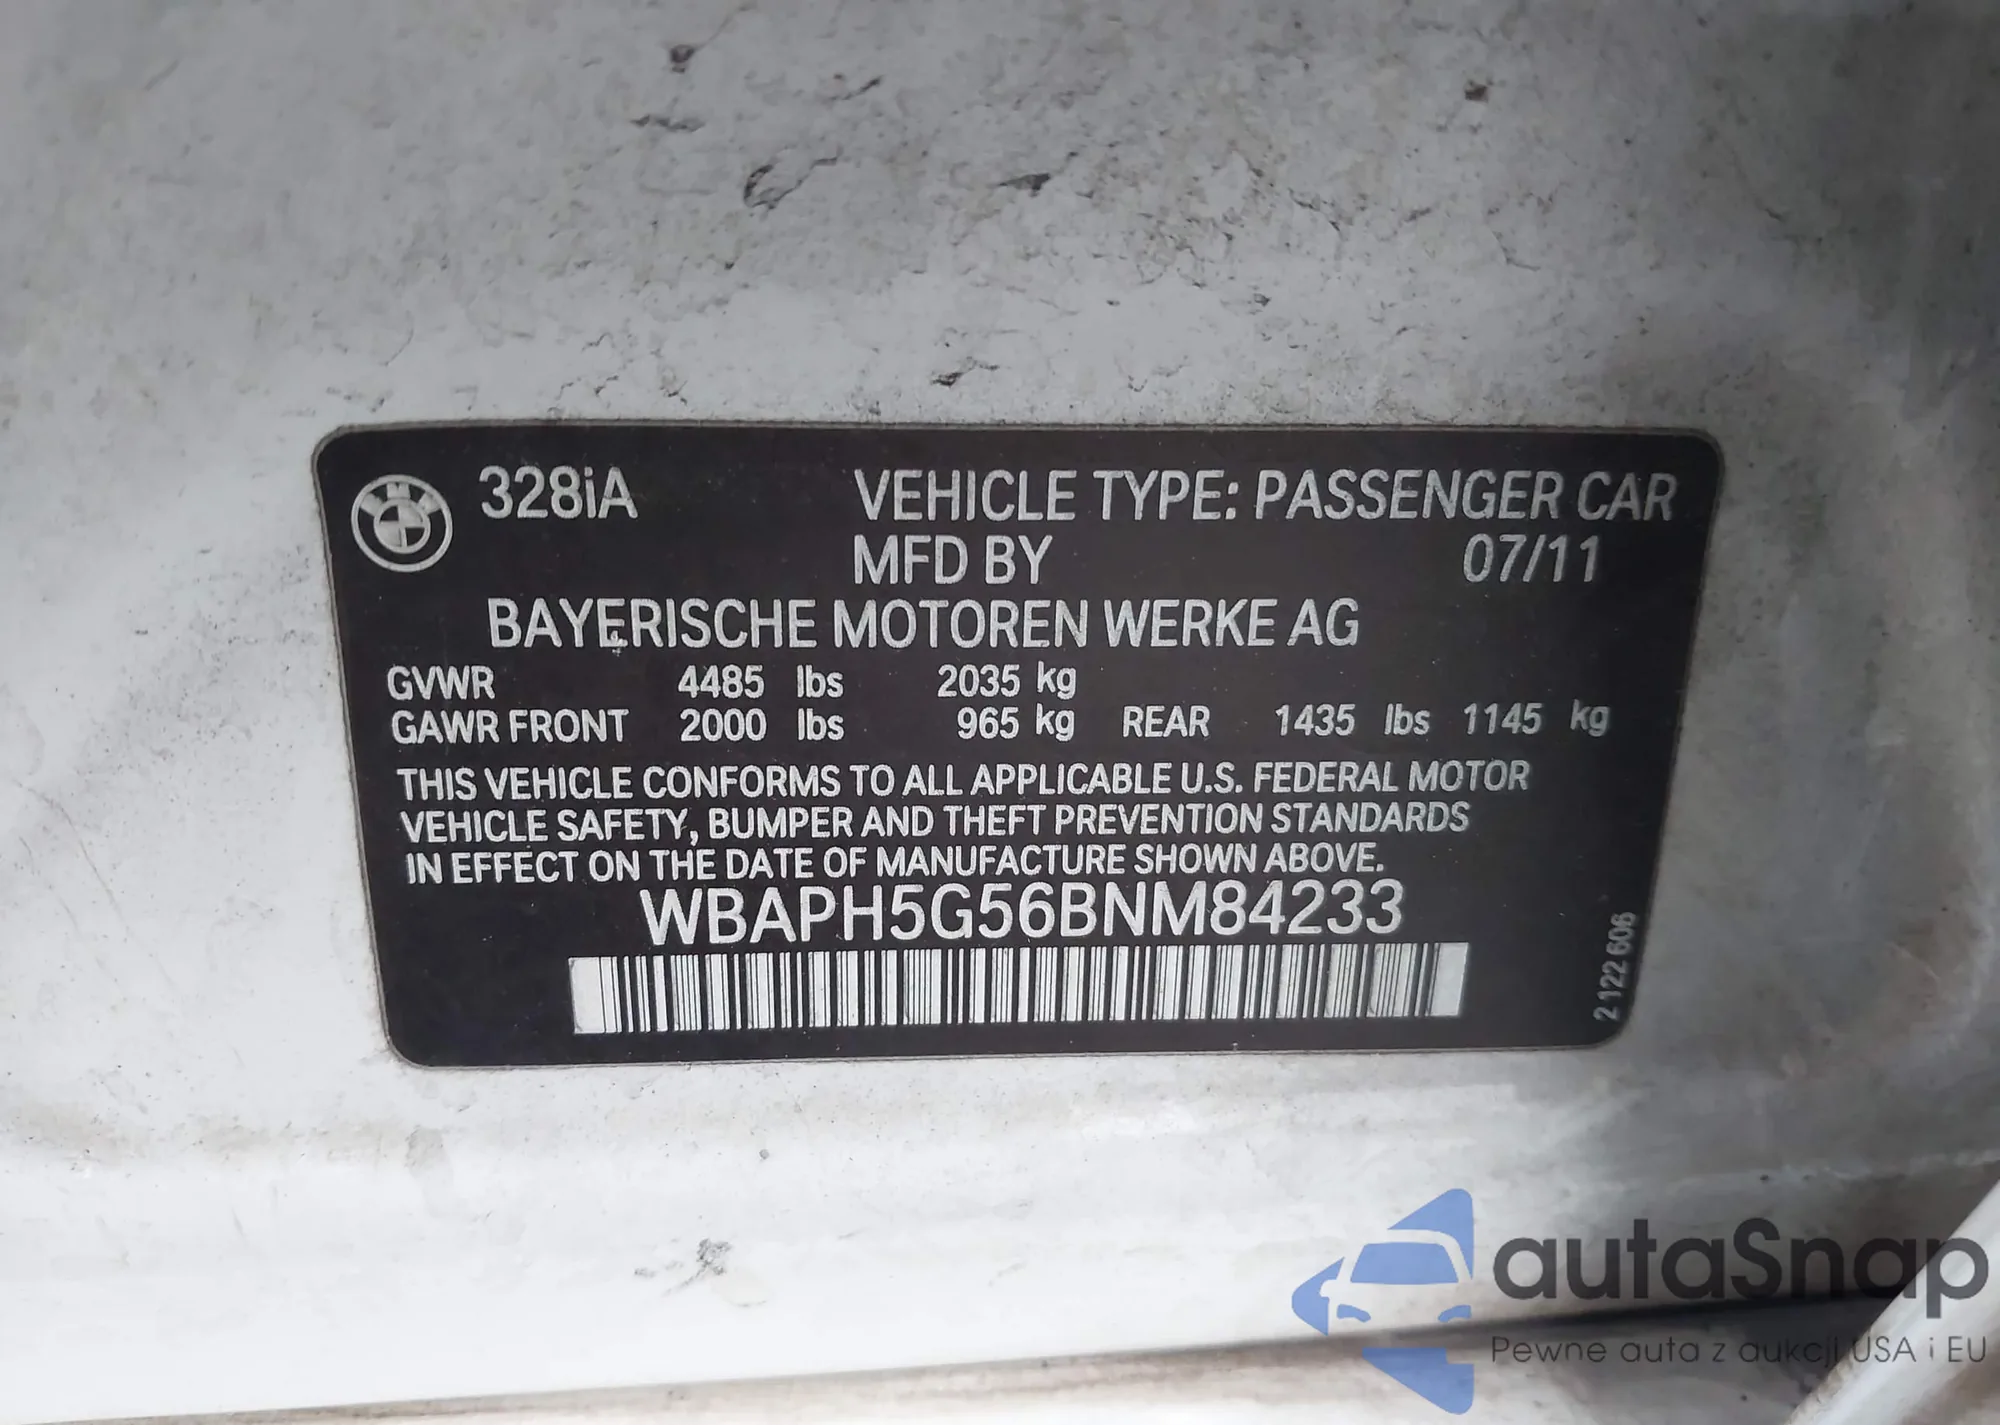 328iA VEHICLE TYPE: PASSENGER CAR
MFD BY 07/11
BAYERISCHE MOTOREN WERKE AG
GVWR 4485 lbs 2035 kg
GAWR FRONT 2000 lbs 965 kg REAR 1435 lbs 1145 kg
THIS VEHICLE CONFORMS TO ALL APPLICABLE U.S. FEDERAL MOTOR
VEHICLE SAFETY, BUMPER AND THEFT PREVENTION STANDARDS
IN EFFECT ON THE DATE OF MANUFACTURE SHOWN ABOVE.
WBAPH5G56BNM84233
2 122 606
autaSnap
Pewne auta z aukcji USA i EU